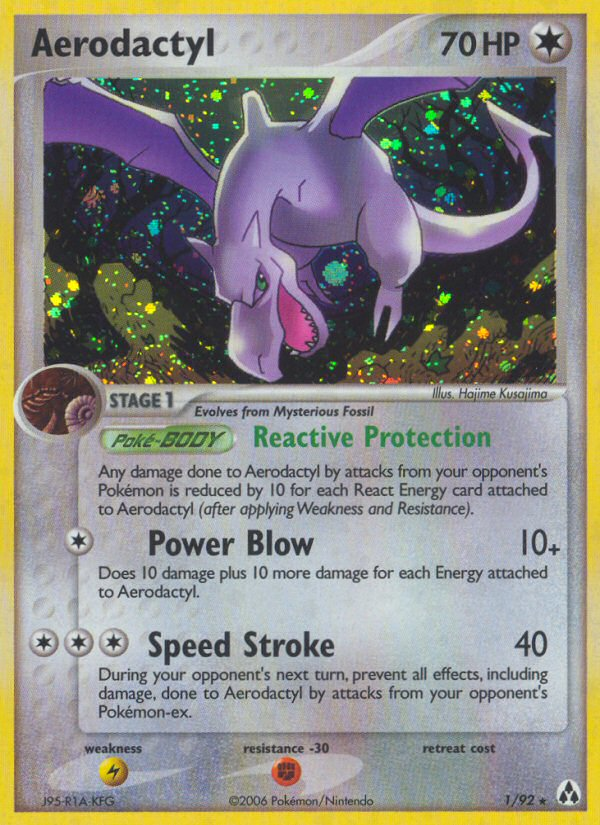 Aerodactyl 70 HP
Illus. Hajime Kusajima
STAGE 1
Evolves from Mysterious Fossil
Poké-BODY Reactive Protection
Any damage done to Aerodactyl by attacks from your opponent's
Pokémon is reduced by 10 for each React Energy card attached
to Aerodactyl (after applying Weakness and Resistance).
Power Blow 10+
Does 10 damage plus 10 more damage for each Energy attached
to Aerodactyl.
Speed Stroke 40
During your opponent's next turn, prevent all effects, including
damage, done to Aerodactyl by attacks from your opponent's
Pokémon-ex.
weakness resistance -30 retreat cost
J95-R1A-KFG ©2006 Pokémon/Nintendo 1/92 ★